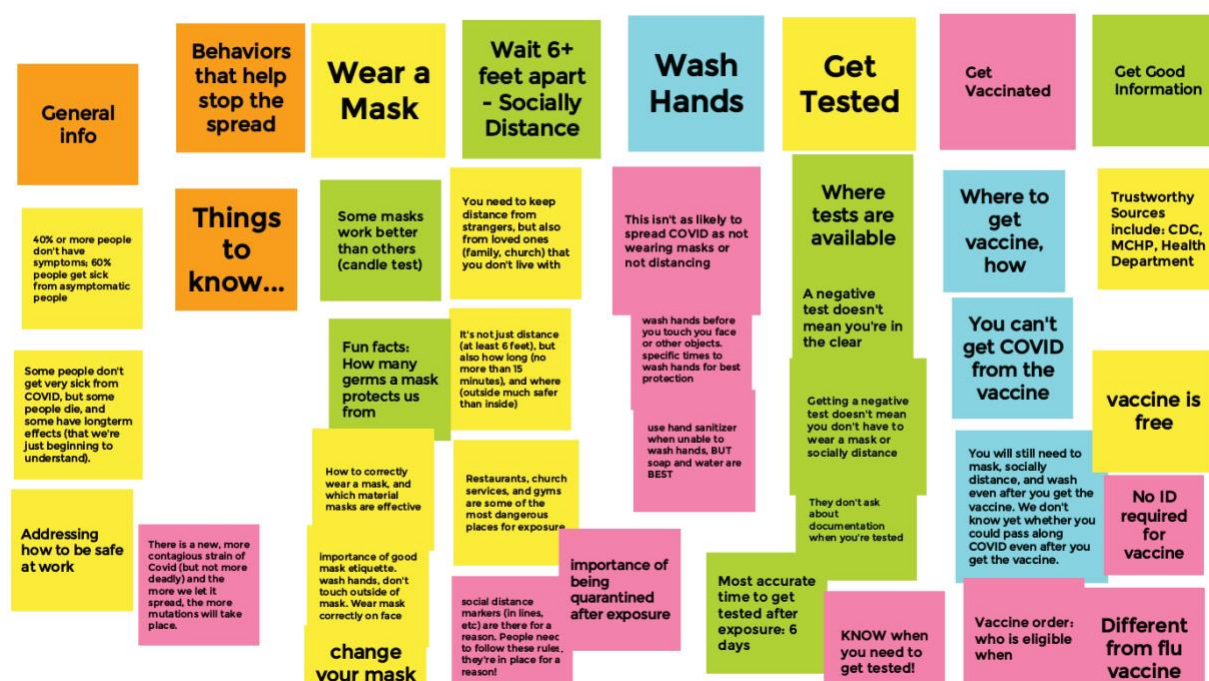 General
info
40% or more people
don't have
symptoms; 60%
people get sick
from asymptomatic
people
Some people don't
get very sick from
COVID, but some
people die, and
some have longterm
effects (that we're
just beginning to
understand).
Addressing
how to be safe
at work
Behaviors
that help
stop the
spread
Things
to
know...
There is a new, more
contagious strain of
Covid (but not more
deadly) and the
more we let it
spread, the more
mutations will take
place.
Wear a
Mask
Some masks
work better
than others
(candle test)
Fun facts:
How many
germs a mask
protects us
from
How to correctly
wear a mask, and
which material
masks are effective
importance of good
mask etiquette.
wash hands, don't
touch outside of
mask. Wear mask
correctly on face
change
your mask
Wait 6+
feet apart
- Socially
Distance
You need to keep
distance from
strangers, but also
from loved ones
(family, church) that
you don't live with
It's not just distance
(at least 6 feet), but
also how long (no
more than 15
minutes), and where
(outside much safer
than inside)
Restaurants, church
services, and gyms
are some of the
most dangerous
places for exposure
social distance
markers (in lines,
etc) are there for a
reason. People need
to follow these rules,
they're in place for a
reason!
importance of
being
quarantined
after exposure
Wash
Hands
This isn't as likely to
spread COVID as not
wearing masks or
not distancing
wash hands before
you touch you face
or other objects.
specific times to
wash hands for best
protection
use hand sanitizer
when unable to
wash hands, BUT
soap and water are
BEST
Get
Tested
Where
tests are
available
A negative
test doesn't
mean you're in
the clear
Getting a negative
test doesn't mean
you don't have to
wear a mask or
socially distance
They don't ask
about
documentation
when you're tested
Most accurate
time to get
tested after
exposure: 6
days
KNOW when
you need to
get tested!
Get
Vaccinated
Where to
get
vaccine,
how
You can't
get COVID
from the
vaccine
You will still need to
mask, socially
distance, and wash
even after you get the
vaccine. We don't
know yet whether you
could pass along
COVID even after you
get the vaccine.
Vaccine order:
who is eligible
when
Get Good
Information
Trustworthy
Sources
include: CDC,
MCHP, Health
Department
vaccine is
free
No ID
required
for
vaccine
Different
from flu
vaccine